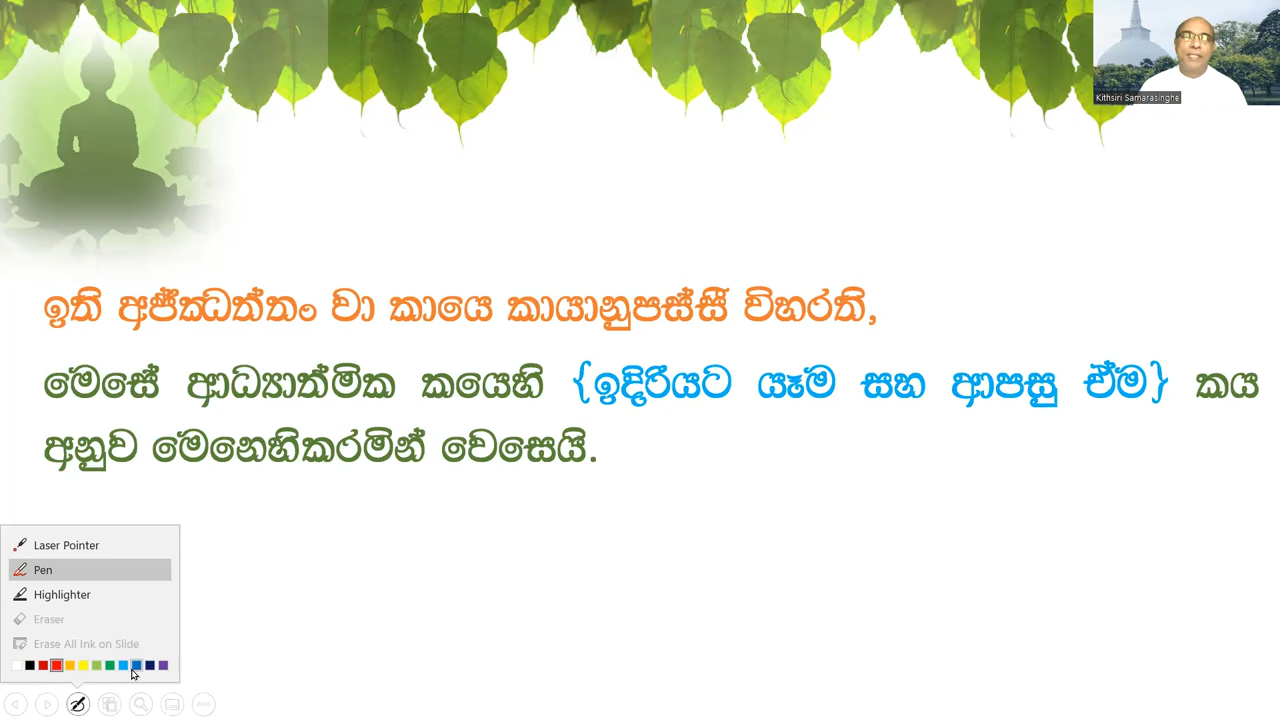 Kithsiri Samarasinghe
ඉති අජ්ඣත්තං වා කායෙ කායානුපස්සී විහරති,
මෙසේ ආධ්‍යාත්මික කයෙහි {ඉදිරියට යෑම සහ ආපසු ඒම} කය
අනුව මෙනෙහිකරමින් වෙසෙයි.
Laser Pointer
Pen
Highlighter
Eraser
Erase All Ink on Slide